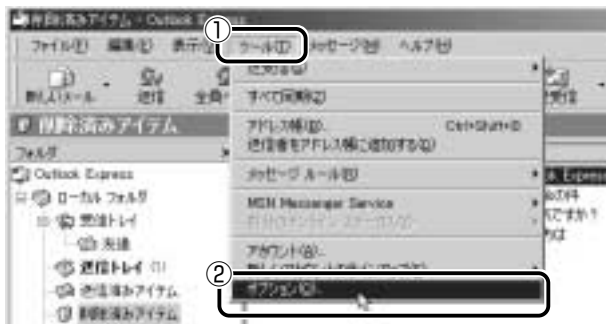 削除済みアイテム - Outlook Express
①
ファイル(F) 編集(E) 表示(V) ツール(T) メッセージ(M) ヘルプ(H)
新しいメール 返信 全員
送受信(S)
すべて同期(Z)
削除済みアイテム
アドレス帳(B)... Ctrl+Shift+B
送信者をアドレス帳に追加する(D)
フォルダ
メッセージ ルール(R)
Outlook Express
ローカル フォルダ
MSN Messenger Service
受信トレイ
友達
アカウント(A)...
送信トレイ (1)
②
送信済みアイテム
オプション(O)...
削除済みアイテム